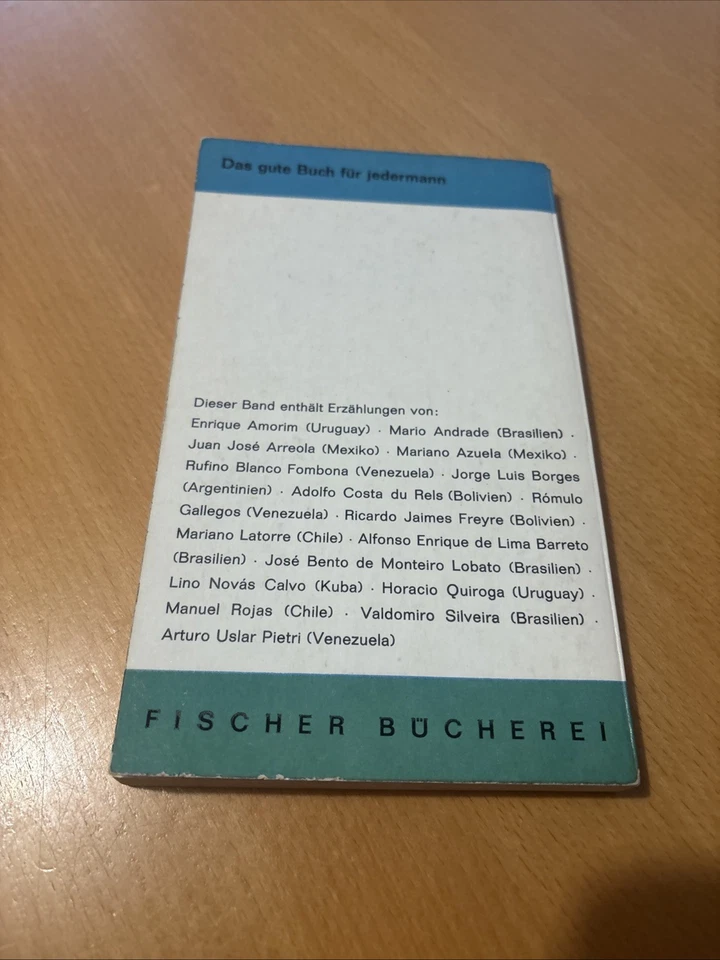 Das gute Buch für jedermann
Dieser Band enthält Erzählungen von:
Enrique Amorim (Uruguay) · Mario Andrade (Brasilien) ·
Juan José Arreola (Mexiko) · Mariano Azuela (Mexiko) ·
Rufino Blanco Fombona (Venezuela) · Jorge Luis Borges
(Argentinien) · Adolfo Costa du Rels (Bolivien) · Rómulo
Gallegos (Venezuela) · Ricardo Jaimes Freyre (Bolivien) ·
Mariano Latorre (Chile) · Alfonso Enrique de Lima Barreto
(Brasilien) · José Bento de Monteiro Lobato (Brasilien) ·
Lino Novás Calvo (Kuba) · Horacio Quiroga (Uruguay) ·
Manuel Rojas (Chile) · Valdomiro Silveira (Brasilien) ·
Arturo Uslar Pietri (Venezuela)
FISCHER BÜCHEREI